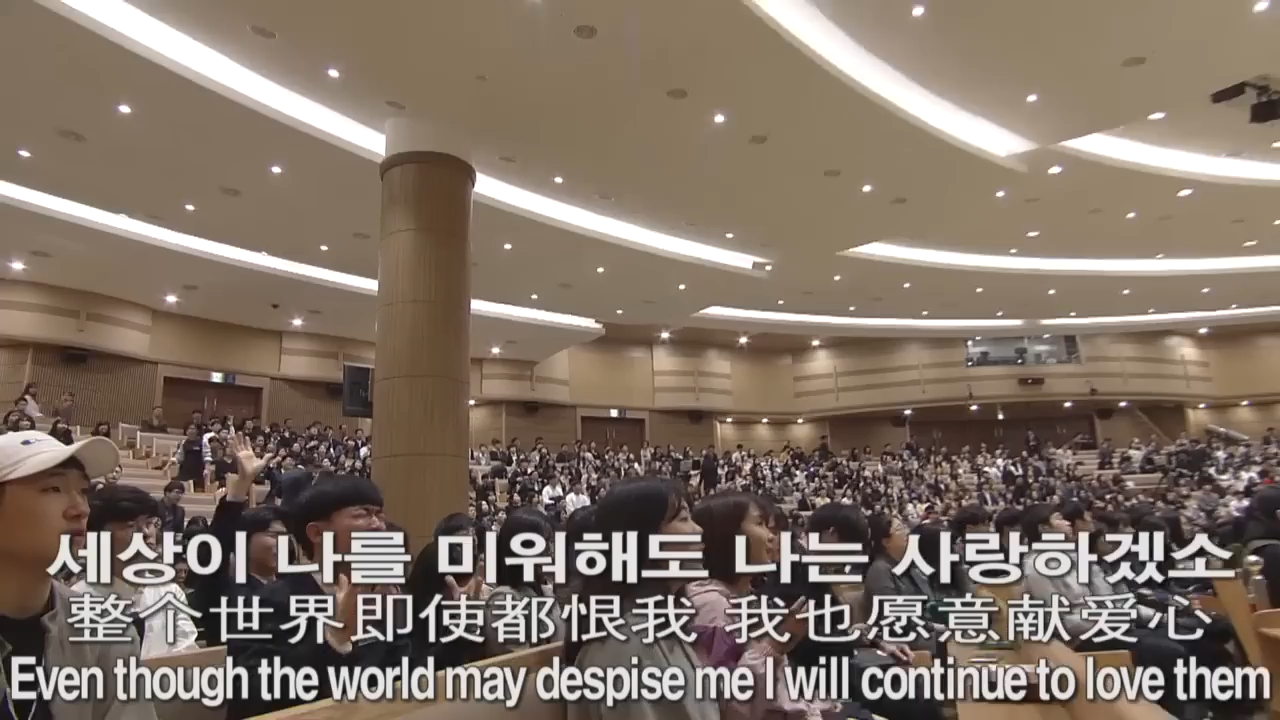 세상이 나를 미워해도 나는 사랑하겠소
整个世界即使都恨我 我也愿意献爱心
Even though the world may despise me I will continue to love them